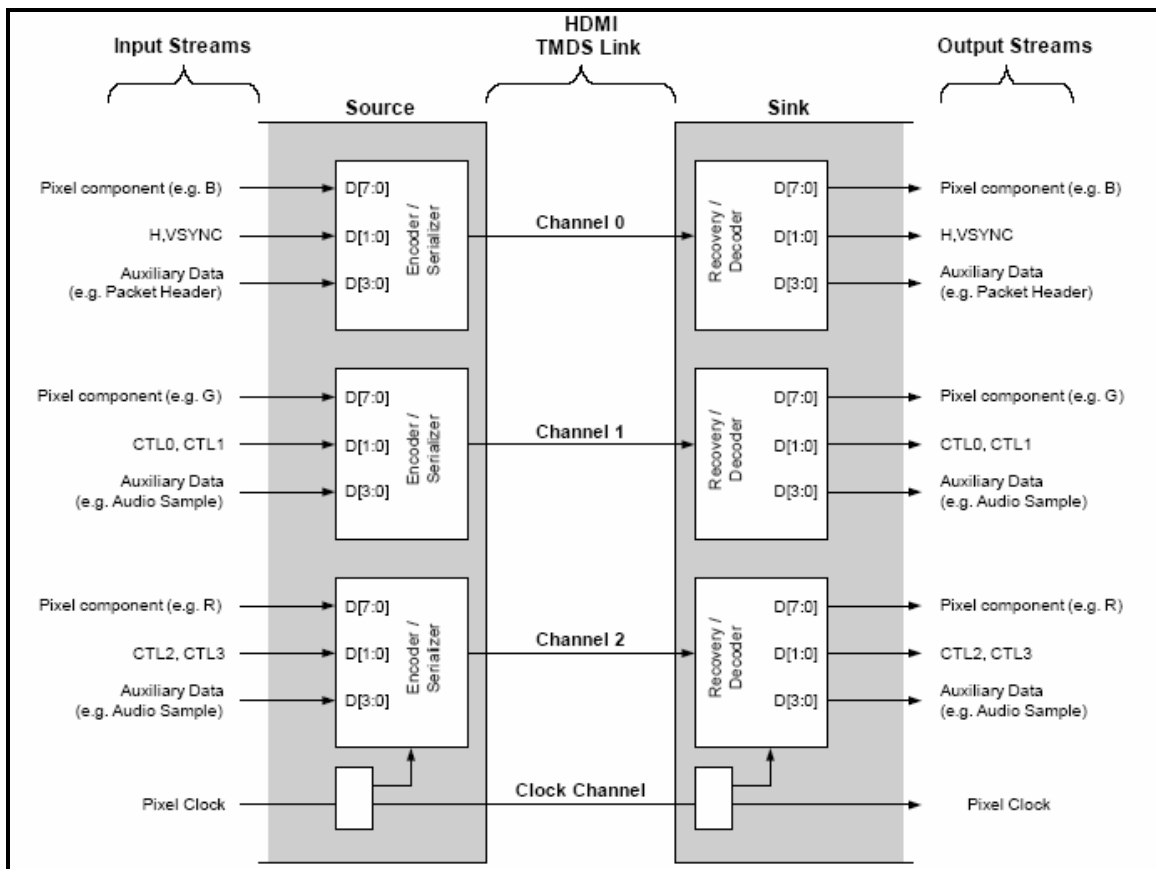 HDMI
TMDS Link
Input Streams
Output Streams
Source
Sink
Pixel component (e.g. B)
D[7:0]
H,VSYNC
D[1:0]
Auxiliary Data
(e.g. Packet Header)
D[3:0]
Encoder /
Serializer
Channel 0
Recovery /
Decoder
D[7:0]
Pixel component (e.g. B)
D[1:0]
H,VSYNC
D[3:0]
Auxiliary Data
(e.g. Packet Header)
Pixel component (e.g. G)
D[7:0]
CTL0, CTL1
D[1:0]
Auxiliary Data
(e.g. Audio Sample)
D[3:0]
Encoder /
Serializer
Channel 1
Recovery /
Decoder
D[7:0]
Pixel component (e.g. G)
D[1:0]
CTL0, CTL1
D[3:0]
Auxiliary Data
(e.g. Audio Sample)
Pixel component (e.g. R)
D[7:0]
CTL2, CTL3
D[1:0]
Auxiliary Data
(e.g. Audio Sample)
D[3:0]
Encoder /
Serializer
Channel 2
Recovery /
Decoder
D[7:0]
Pixel component (e.g. R)
D[1:0]
CTL2, CTL3
D[3:0]
Auxiliary Data
(e.g. Audio Sample)
Pixel Clock
Clock Channel
Pixel Clock